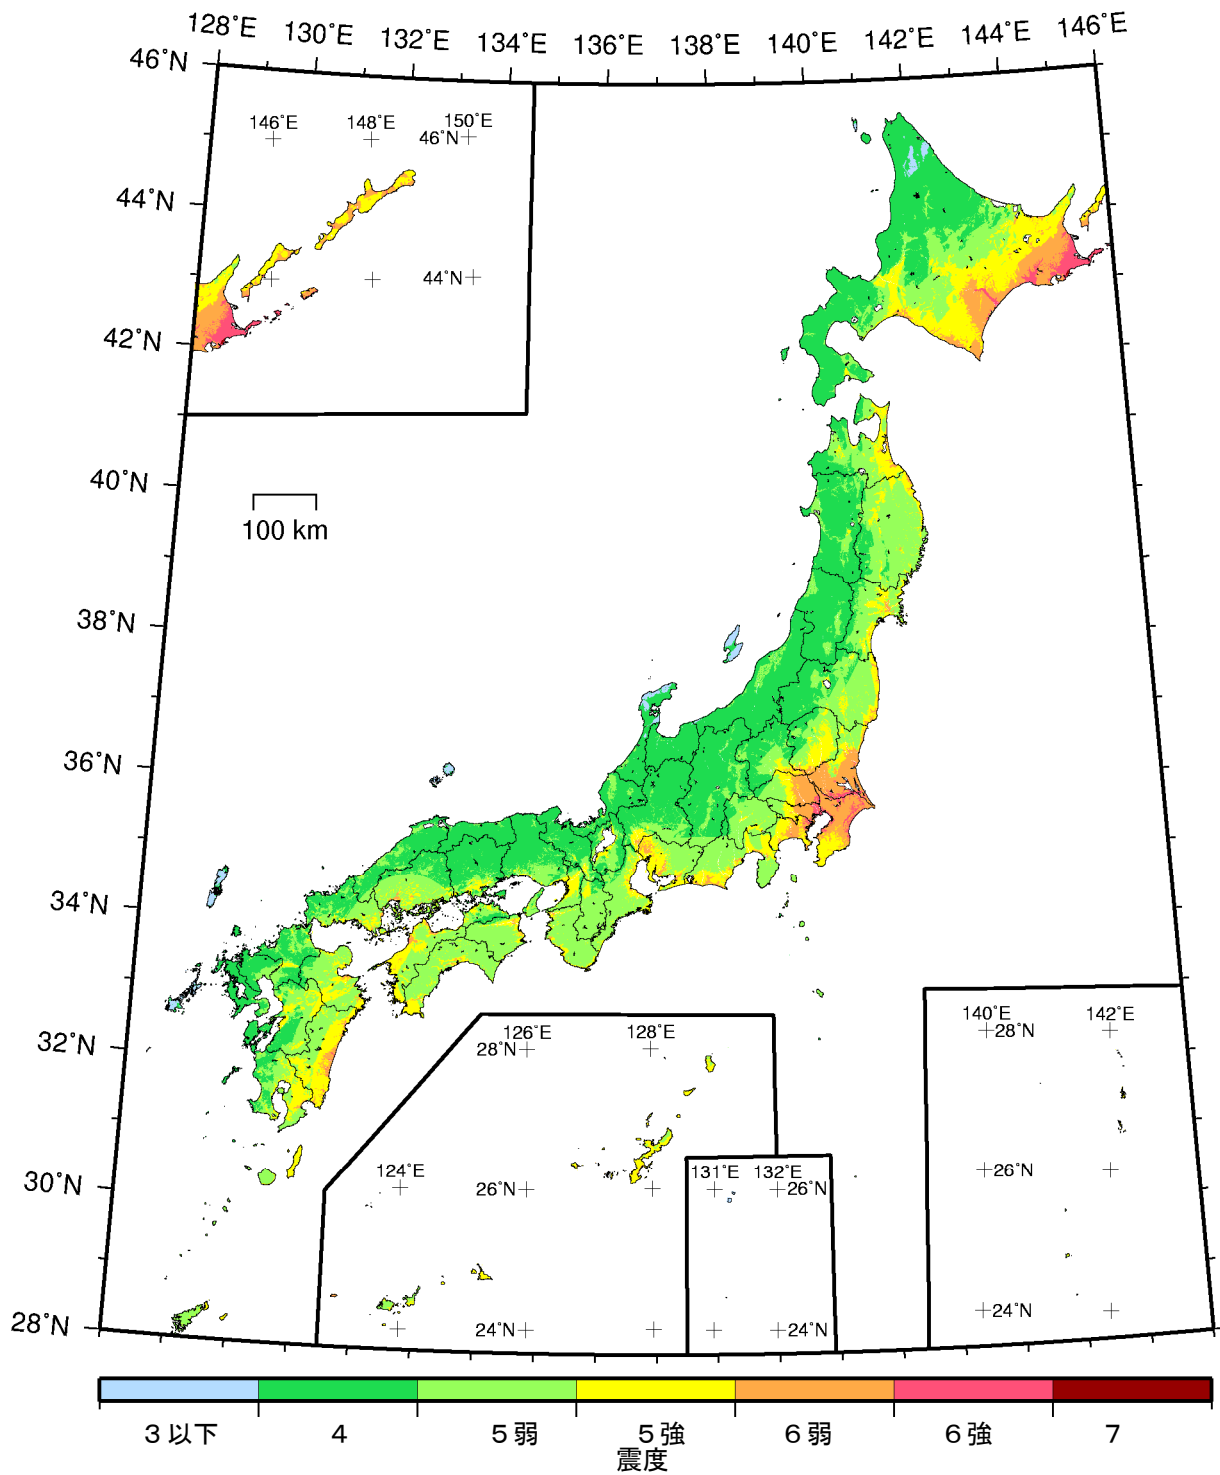 128°E 130°E 132°E 134°E 136°E 138°E 140°E 142°E 144°E 146°E
46°N
146°E 148°E 150°E
46°N
44°N
44°N
42°N
40°N
100 km
38°N
36°N
34°N
32°N
126°E 128°E
28°N
140°E 142°E
28°N
30°N
124°E
26°N
131°E 132°E
26°N
26°N
28°N
24°N
24°N
24°N
3以下 4 5弱 5強 6弱 6強 7
震度